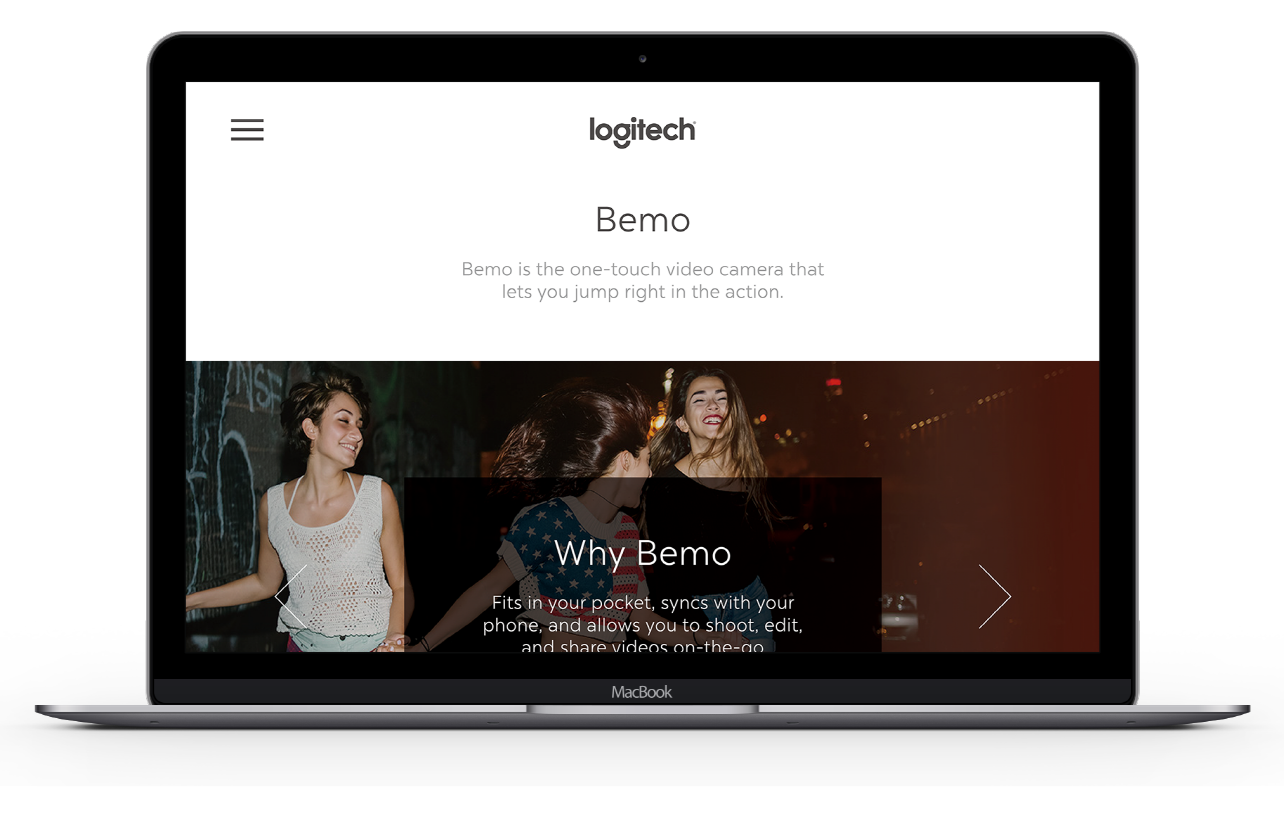 logitech
Bemo
Bemo is the one-touch video camera that
lets you jump right in the action.
NSF
Why Bemo
Fits in your pocket, syncs with your
phone, and allows you to shoot, edit,
and share videos on-the-go
MacBook